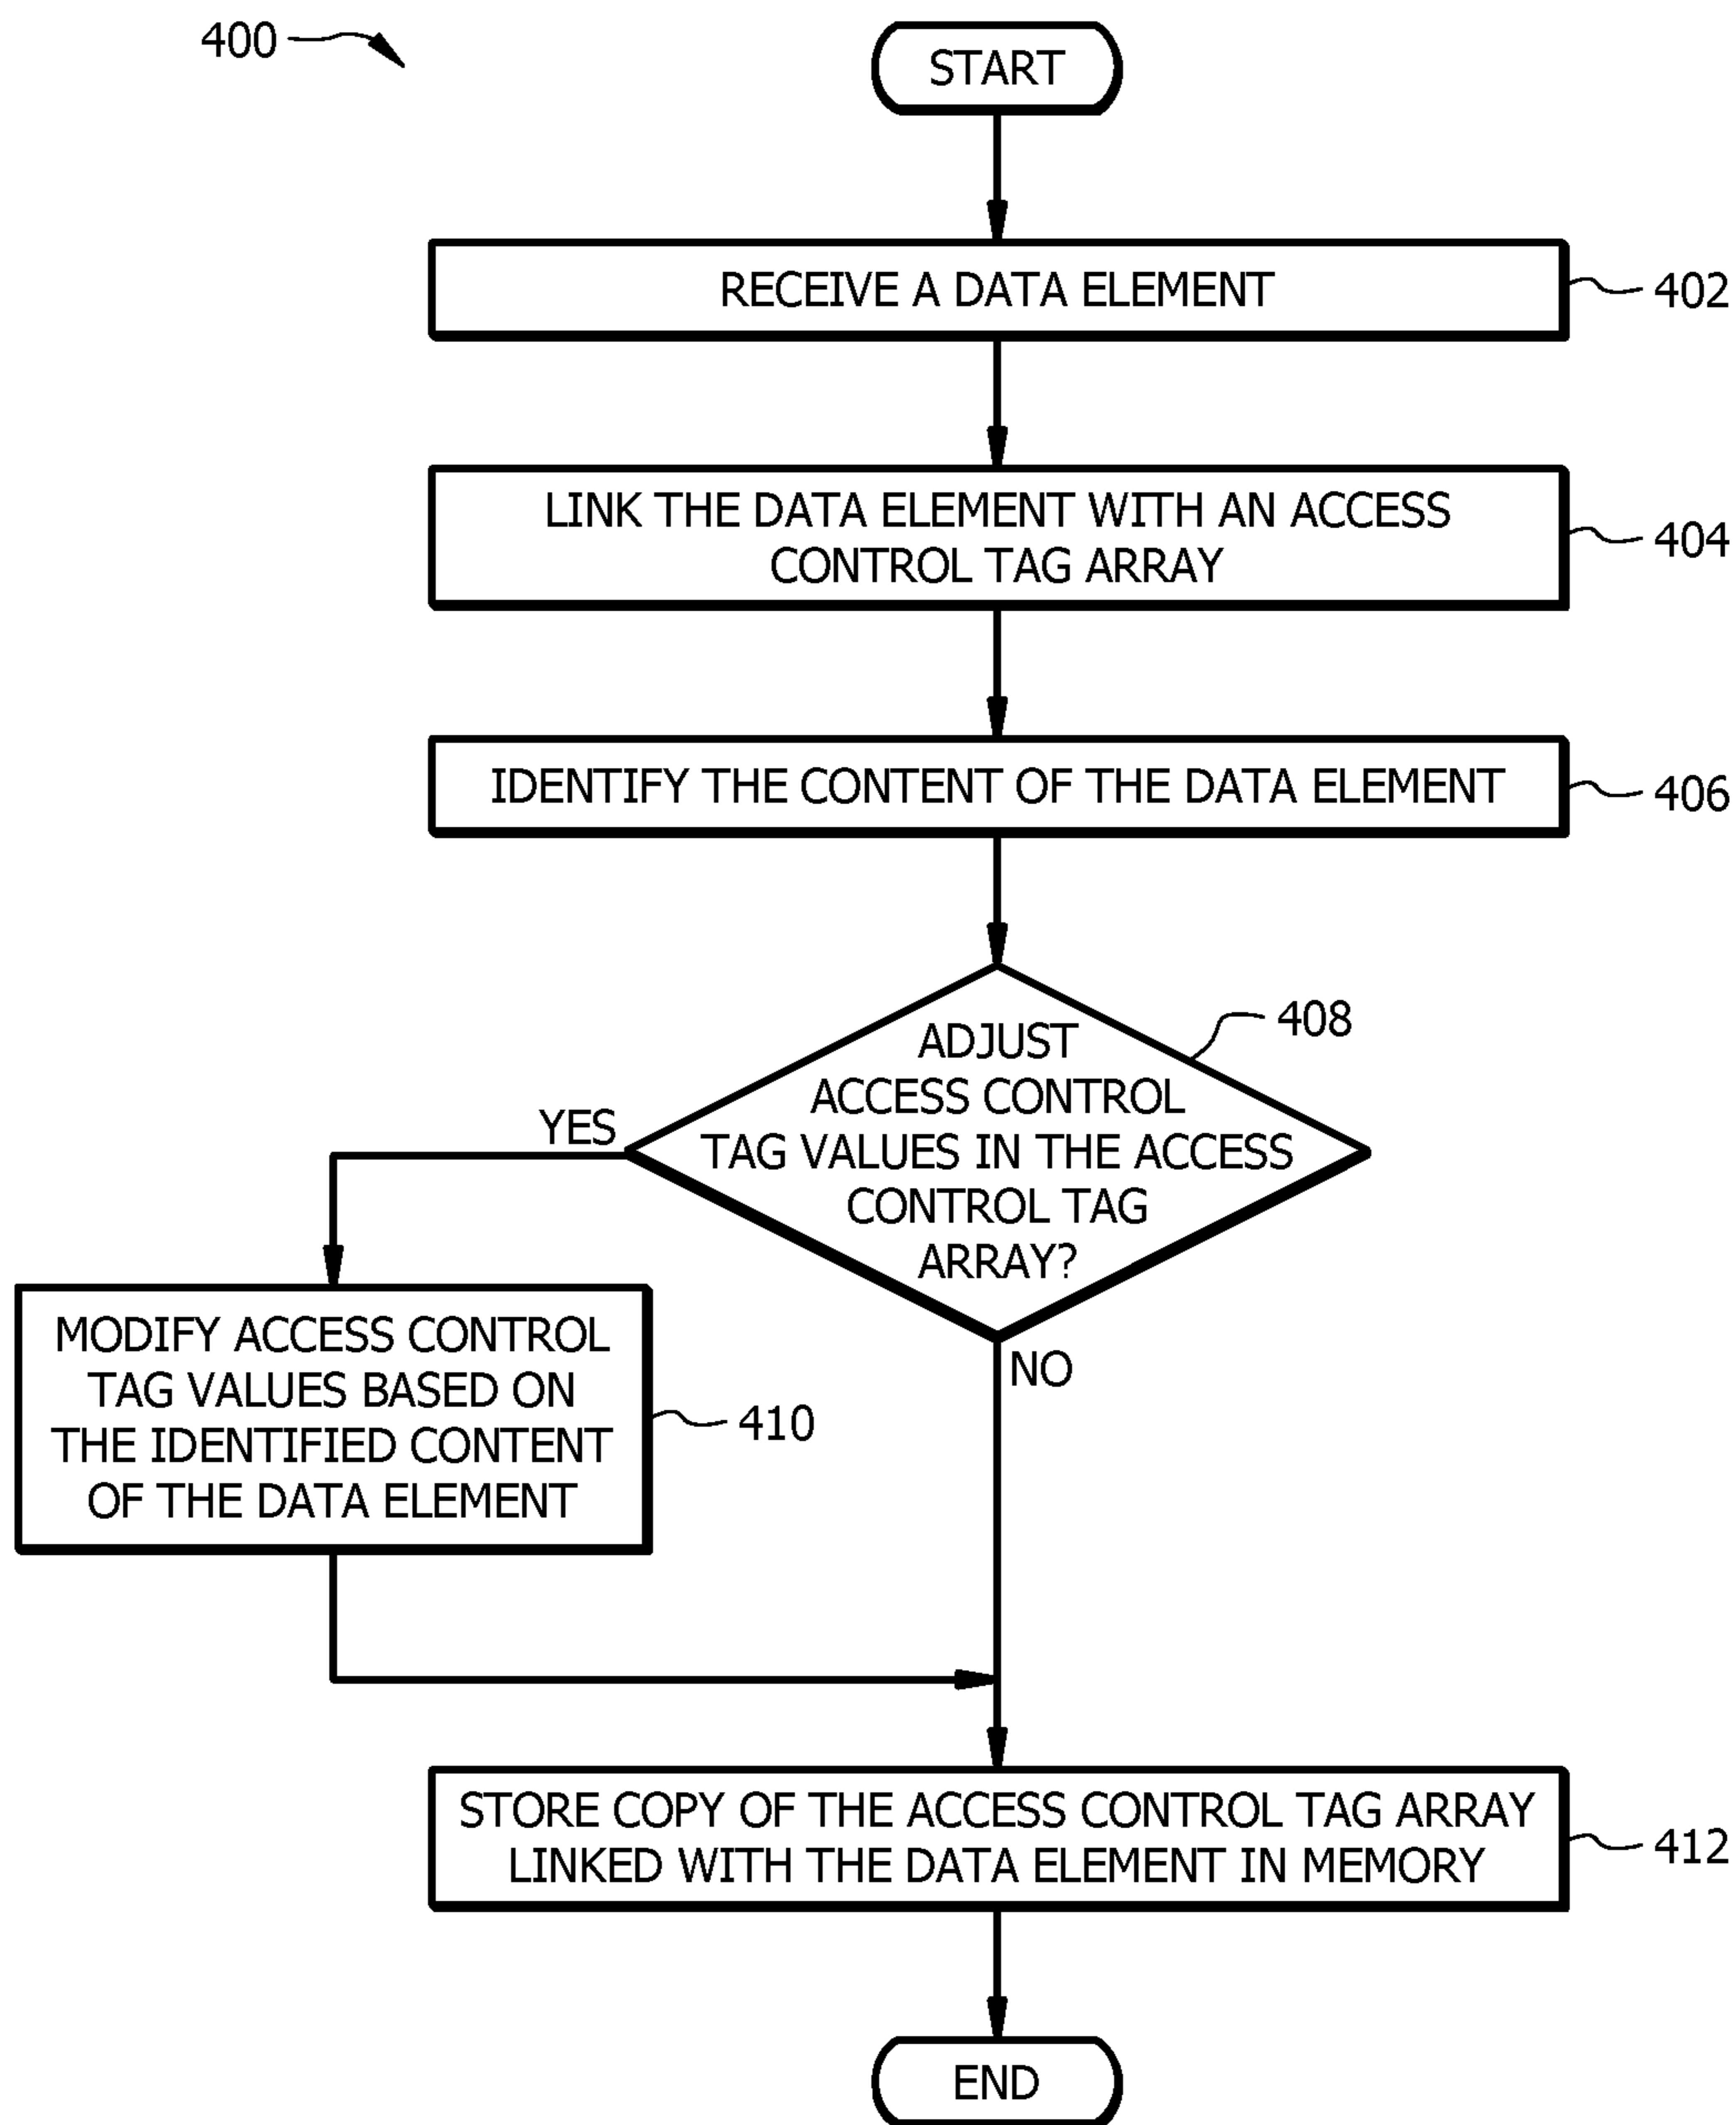 400
START
RECEIVE A DATA ELEMENT
402
LINK THE DATA ELEMENT WITH AN ACCESS
CONTROL TAG ARRAY
404
IDENTIFY THE CONTENT OF THE DATA ELEMENT
406
ADJUST
ACCESS CONTROL
TAG VALUES IN THE ACCESS
CONTROL TAG
ARRAY?
408
YES
NO
MODIFY ACCESS CONTROL
TAG VALUES BASED ON
THE IDENTIFIED CONTENT
OF THE DATA ELEMENT
410
STORE COPY OF THE ACCESS CONTROL TAG ARRAY
LINKED WITH THE DATA ELEMENT IN MEMORY
412
END